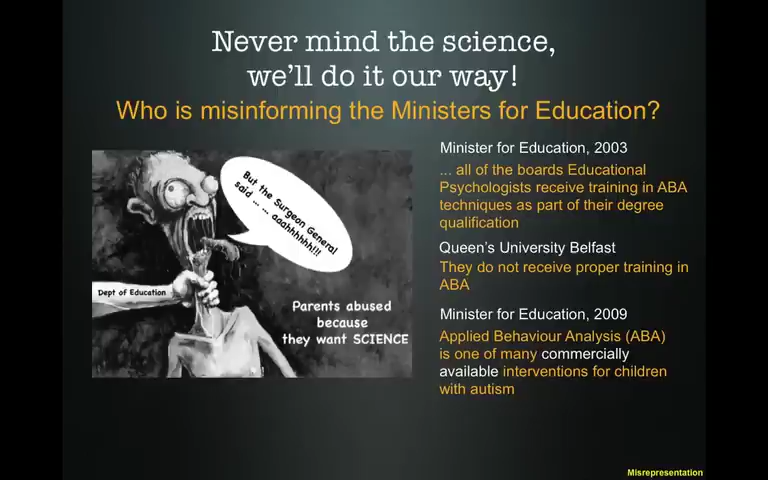 Never mind the science,
we'll do it our way!
Who is misinforming the Ministers for Education?
But the Surgeon General
said ... ... aaahhhhhh!!!
Dept of Education
Parents abused
because
they want SCIENCE
Minister for Education, 2003
... all of the boards Educational
Psychologists receive training in ABA
techniques as part of their degree
qualification
Queen's University Belfast
They do not receive proper training in
ABA
Minister for Education, 2009
Applied Behaviour Analysis (ABA)
is one of many commercially
available interventions for children
with autism
Misrepresentation